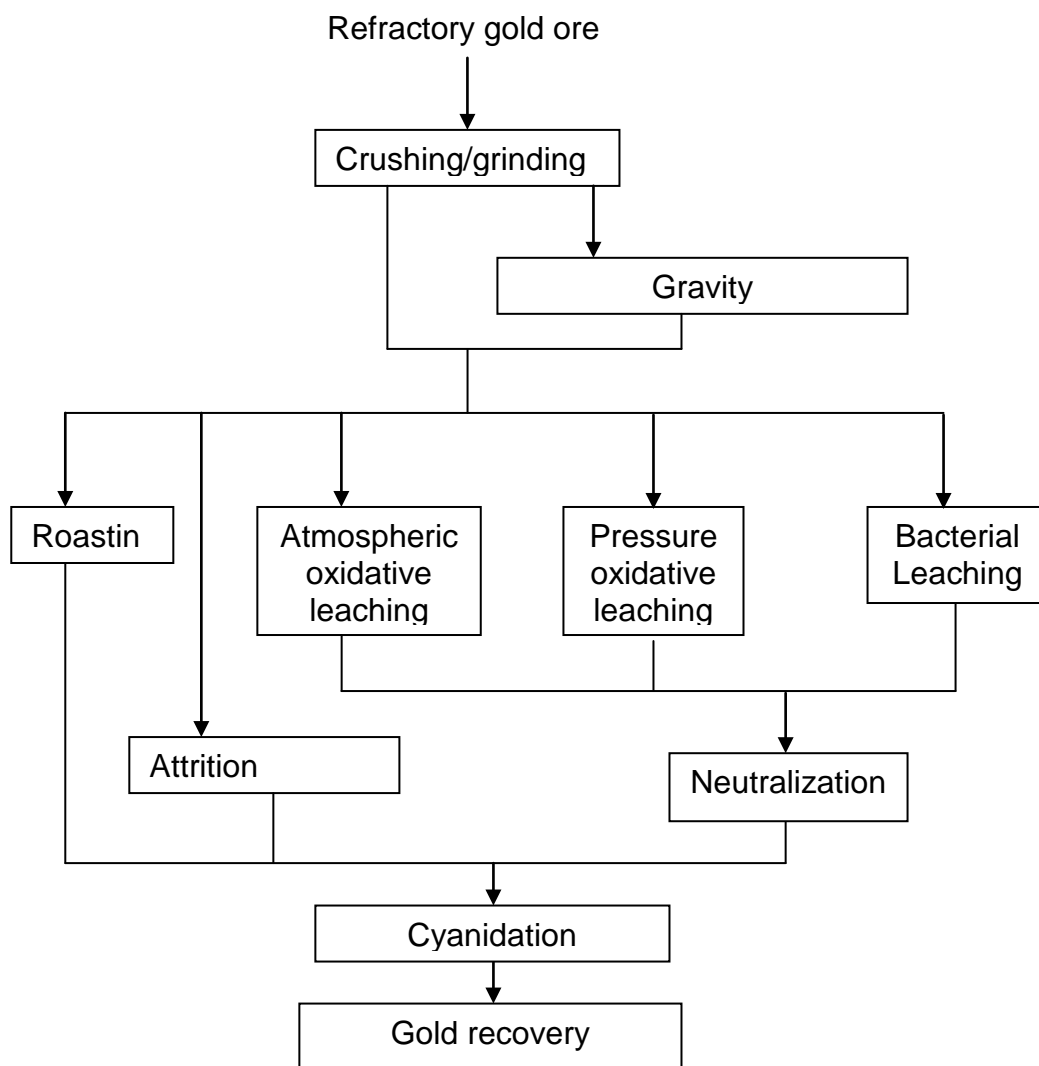 Refractory gold ore
Crushing/grinding
Gravity
Roastin
Atmospheric
oxidative
leaching
Pressure
oxidative
leaching
Bacterial
Leaching
Attrition
Neutralization
Cyanidation
Gold recovery